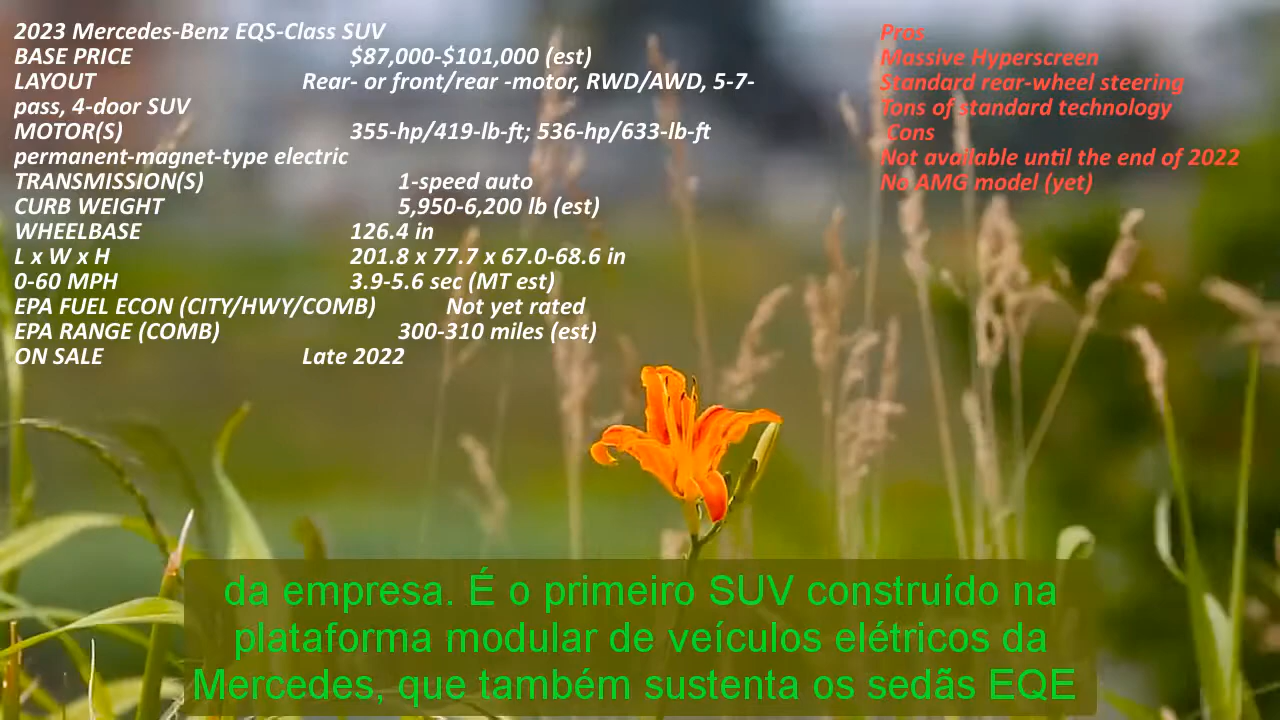 2023 Mercedes-Benz EQS-Class SUV
BASE PRICE $87,000-$101,000 (est)
LAYOUT Rear- or front/rear -motor, RWD/AWD, 5-7-
pass, 4-door SUV
MOTOR(S) 355-hp/419-lb-ft; 536-hp/633-lb-ft
permanent-magnet-type electric
TRANSMISSION(S) 1-speed auto
CURB WEIGHT 5,950-6,200 lb (est)
WHEELBASE 126.4 in
L x W x H 201.8 x 77.7 x 67.0-68.6 in
0-60 MPH 3.9-5.6 sec (MT est)
EPA FUEL ECON (CITY/HWY/COMB) Not yet rated
EPA RANGE (COMB) 300-310 miles (est)
ON SALE Late 2022
Pros
Massive Hyperscreen
Standard rear-wheel steering
Tons of standard technology
Cons
Not available until the end of 2022
No AMG model (yet)
da empresa. É o primeiro SUV construído na
plataforma modular de veículos elétricos da
Mercedes, que também sustenta os sedãs EQE